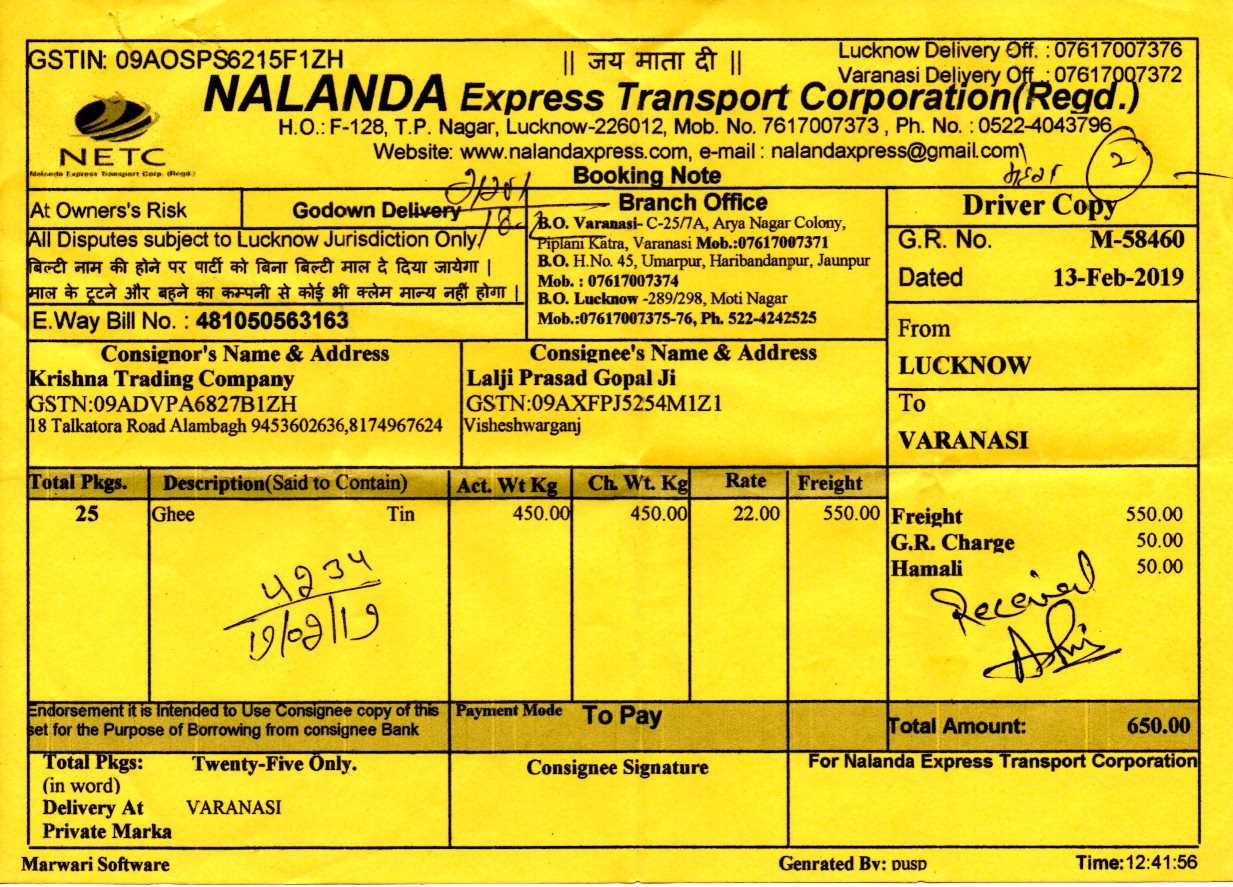 GSTIN: 09AOSPS6215F1ZH
|| जय माता दी ||
Lucknow Delivery Off. : 07617007376
Varanasi Delivery Off. : 07617007372
NALANDA Express Transport Corporation(Regd.)
H.O.: F-128, T.P. Nagar, Lucknow-226012, Mob. No. 7617007373 , Ph. No. : 0522-4043796
Website: www.nalandaxpress.com, e-mail : nalandaxpress@gmail.com\
NETC
Nalanda Express Transport Corp. (Regd.)
Booking Note
2
At Owners's Risk
Godown Delivery
Branch Office
Driver Copy
B.O. Varanasi- C-25/7A, Arya Nagar Colony,
Piplani Katra, Varanasi Mob.:07617007371
B.O. H.No. 45, Umarpur, Haribandanpur, Jaunpur
Mob. : 07617007374
B.O. Lucknow -289/298, Moti Nagar
Mob.:07617007375-76, Ph. 522-4242525
All Disputes subject to Lucknow Jurisdiction Only.
बिल्टी नाम की होने पर पार्टी को बिना बिल्टी माल दे दिया जायेगा |
माल के टूटने और बहने का कम्पनी से कोई भी क्लेम मान्य नहीं होगा |
E.Way Bill No. : 481050563163
G.R. No. M-58460
Dated 13-Feb-2019
From
LUCKNOW
To
VARANASI
Consignor's Name & Address
Krishna Trading Company
GSTN:09ADVPA6827B1ZH
18 Talkatora Road Alambagh 9453602636,8174967624
Consignee's Name & Address
Lalji Prasad Gopal Ji
GSTN:09AXFPJ5254M1Z1
Visheshwarganj
Total Pkgs. Description(Said to Contain) Act. Wt Kg Ch. Wt. Kg Rate Freight
25 Ghee Tin 450.00 450.00 22.00 550.00
Freight 550.00
G.R. Charge 50.00
Hamali 50.00
4234
19/02/19
Received
Endorsement it is Intended to Use Consignee copy of this
set for the Purpose of Borrowing from consignee Bank
Payment Mode To Pay
Total Amount: 650.00
Total Pkgs: Twenty-Five Only.
(in word)
Delivery At VARANASI
Private Marka
Consignee Signature
For Nalanda Express Transport Corporation
Marwari Software
Genrated By: pusp
Time:12:41:56